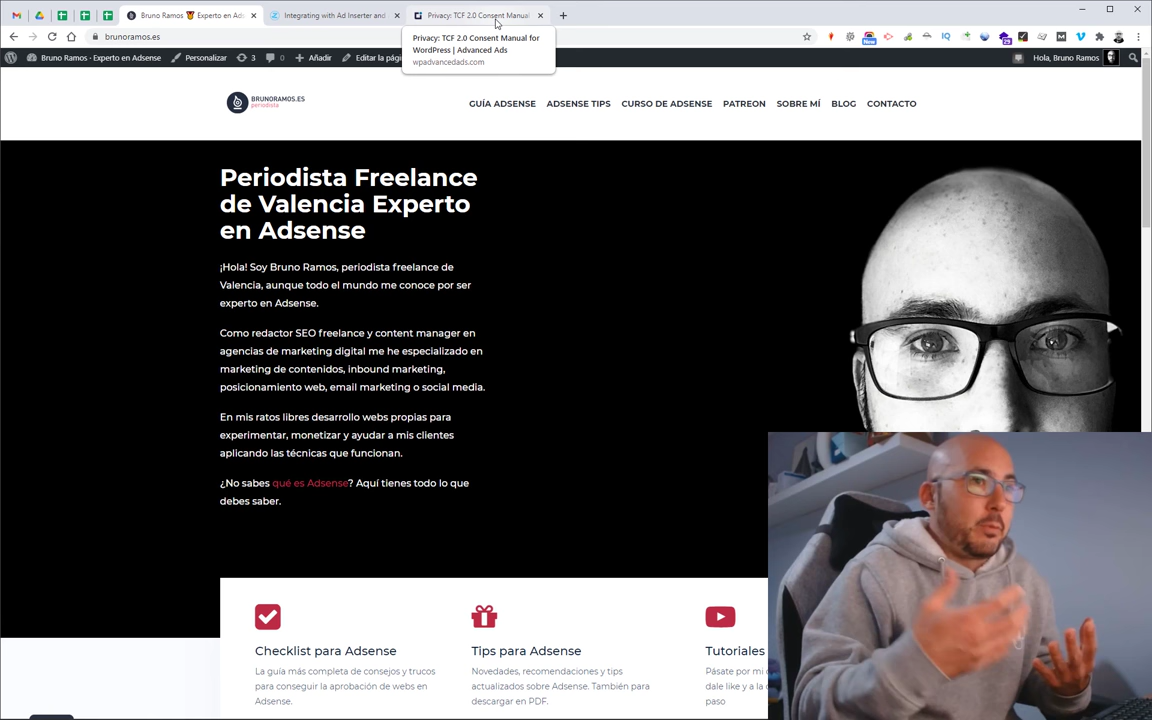 Bruno Ramos
Experto en Ads
Integrating with Ad Inserter and
Privacy: TCF 2.0 Consent Manual
brunoramos.es
Privacy: TCF 2.0 Consent Manual for
WordPress | Advanced Ads
wpadvancedads.com
New
Bruno Ramos · Experto en Adsense
Personalizar
3
0
Añadir
Editar la pági
Hola, Bruno Ramos
BRUNORAMOS.ES
periodista
GUÍA ADSENSE
ADSENSE TIPS
CURSO DE ADSENSE
PATREON
SOBRE MÍ
BLOG
CONTACTO
Periodista Freelance
de Valencia Experto
en Adsense
¡Hola! Soy Bruno Ramos, periodista freelance de
Valencia, aunque todo el mundo me conoce por ser
experto en Adsense.
Como redactor SEO freelance y content manager en
agencias de marketing digital me he especializado en
marketing de contenidos, inbound marketing,
posicionamiento web, email marketing o social media.
En mis ratos libres desarrollo webs propias para
experimentar, monetizar y ayudar a mis clientes
aplicando las técnicas que funcionan.
¿No sabes qué es Adsense? Aquí tienes todo lo que
debes saber.
Checklist para Adsense
La guía más completa de consejos y trucos
para conseguir la aprobación de webs en
Adsense.
Tips para Adsense
Novedades, recomendaciones y tips
actualizados sobre Adsense. También para
descargar en PDF.
Tutoriales
Pásate por mi
dale like y a la
paso